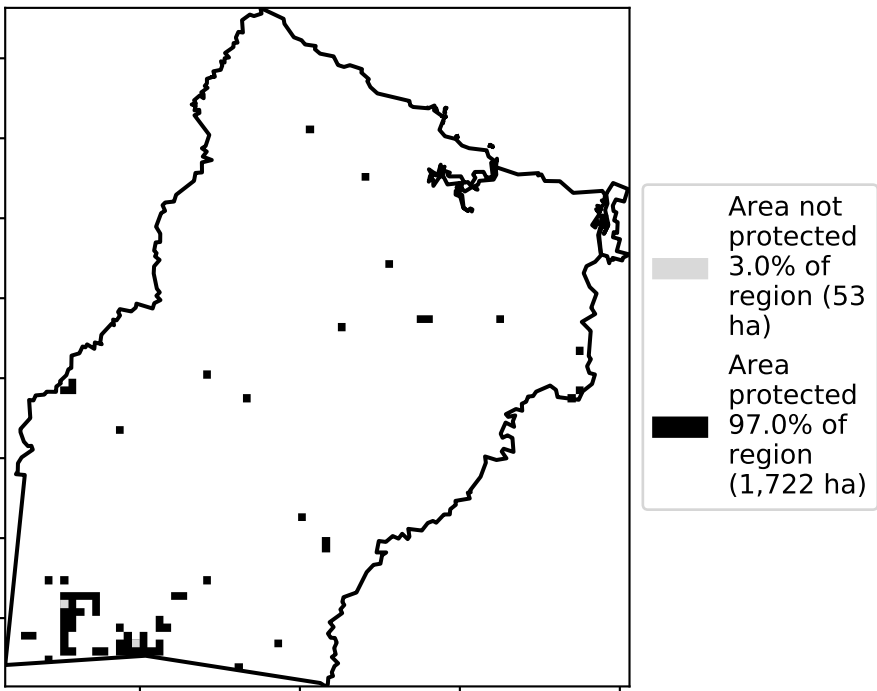 Area not
protected
3.0% of
region (53
ha)
Area
protected
97.0% of
region
(1,722 ha)